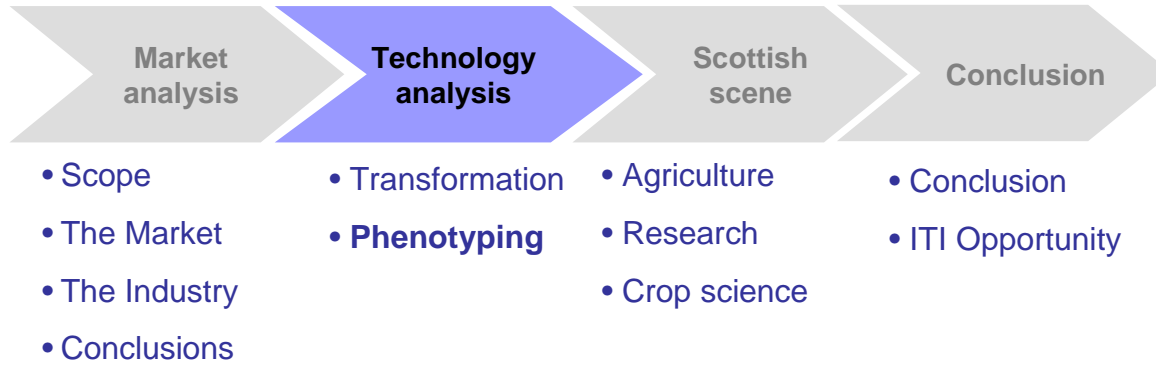 Market
analysis
Technology
analysis
Scottish
scene
Conclusion
• Scope
• The Market
• The Industry
• Conclusions
• Transformation
• Phenotyping
• Agriculture
• Research
• Crop science
• Conclusion
• ITI Opportunity